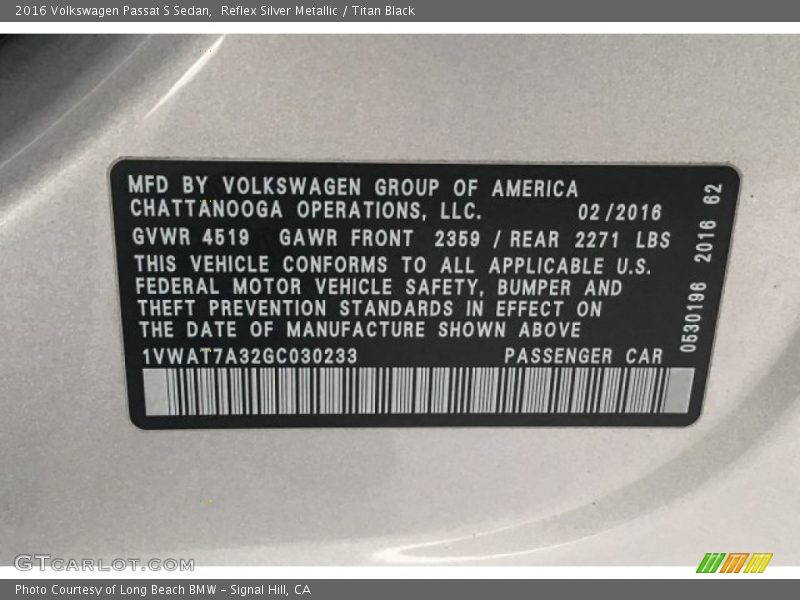 2016 Volkswagen Passat S Sedan,  Reflex Silver Metallic / Titan Black
MFD BY VOLKSWAGEN GROUP OF AMERICA
CHATTANOOGA OPERATIONS, LLC. 02/2016
GVWR 4519 GAWR FRONT 2359 / REAR 2271 LBS
THIS VEHICLE CONFORMS TO ALL APPLICABLE U.S.
FEDERAL MOTOR VEHICLE SAFETY, BUMPER AND
THEFT PREVENTION STANDARDS IN EFFECT ON
THE DATE OF MANUFACTURE SHOWN ABOVE
1VWAT7A32GC030233 PASSENGER CAR
0530196 2016 62
GTCARLOT.COM
Photo Courtesy of Long Beach BMW – Signal Hill, CA